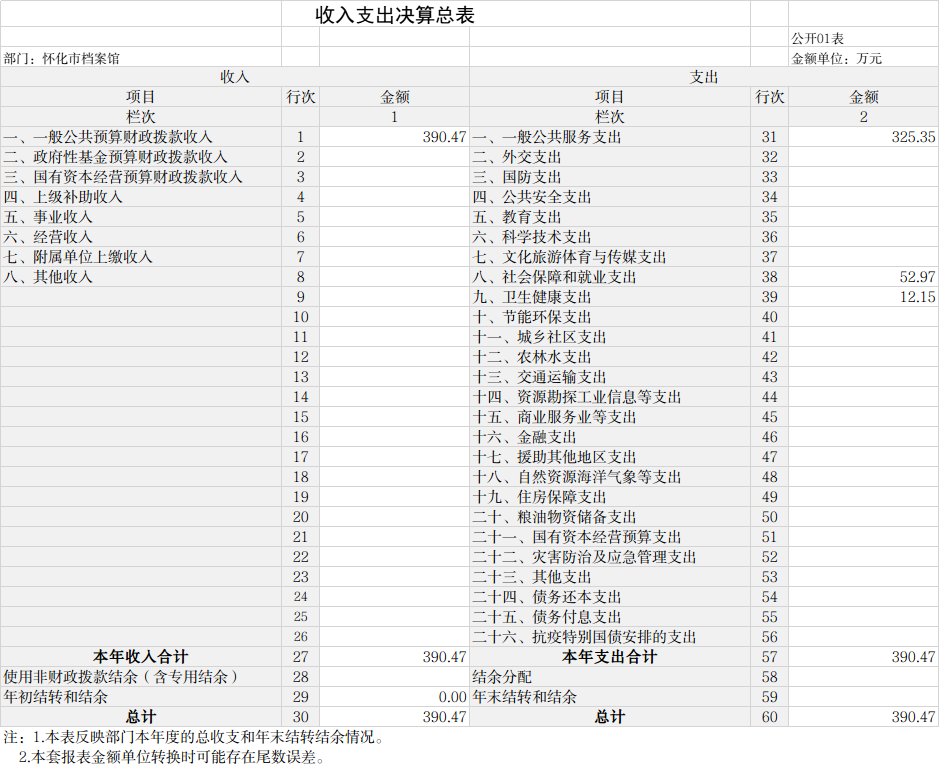 收入支出决算总表
公开01表
部门：怀化市档案馆 金额单位：万元
收入 支出
项目 行次 金额 项目 行次 金额
栏次 1 栏次 2
一、一般公共预算财政拨款收入 1 390.47 一、一般公共服务支出 31 325.35
二、政府性基金预算财政拨款收入 2 二、外交支出 32
三、国有资本经营预算财政拨款收入 3 三、国防支出 33
四、上级补助收入 4 四、公共安全支出 34
五、事业收入 5 五、教育支出 35
六、经营收入 6 六、科学技术支出 36
七、附属单位上缴收入 7 七、文化旅游体育与传媒支出 37
八、其他收入 8 八、社会保障和就业支出 38 52.97
9 九、卫生健康支出 39 12.15
10 十、节能环保支出 40
11 十一、城乡社区支出 41
12 十二、农林水支出 42
13 十三、交通运输支出 43
14 十四、资源勘探工业信息等支出 44
15 十五、商业服务业等支出 45
16 十六、金融支出 46
17 十七、援助其他地区支出 47
18 十八、自然资源海洋气象等支出 48
19 十九、住房保障支出 49
20 二十、粮油物资储备支出 50
21 二十一、国有资本经营预算支出 51
22 二十二、灾害防治及应急管理支出 52
23 二十三、其他支出 53
24 二十四、债务还本支出 54
25 二十五、债务付息支出 55
26 二十六、抗疫特别国债安排的支出 56
本年收入合计 27 390.47 本年支出合计 57 390.47
使用非财政拨款结余（含专用结余） 28 结余分配 58
年初结转和结余 29 0.00 年末结转和结余 59
总计 30 390.47 总计 60 390.47
注：1.本表反映部门本年度的总收支和年末结转结余情况。
2.本套报表金额单位转换时可能存在尾数误差。